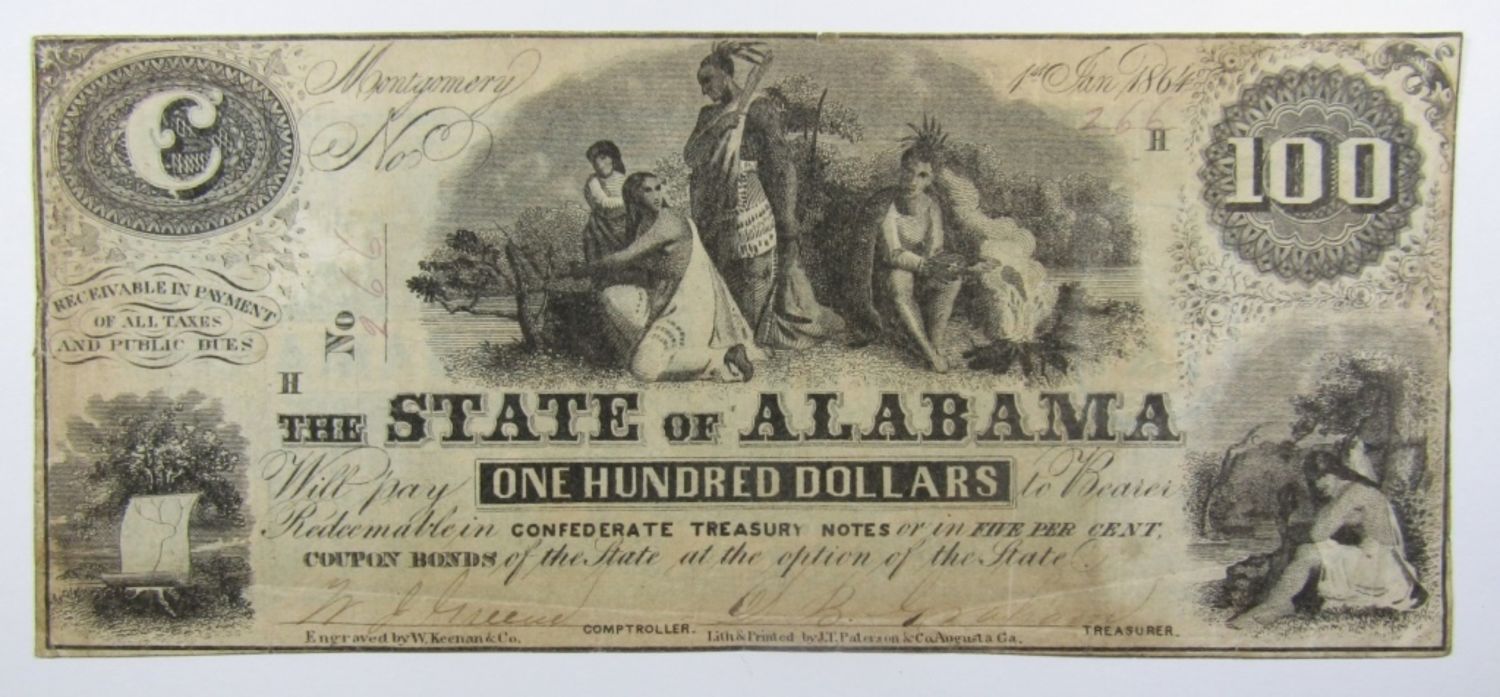 C
Montgomery
1st Jan 1864
No
266
H
100
RECEIVABLE IN PAYMENT
OF ALL TAXES
AND PUBLIC DUES
No 266
H
THE STATE OF ALABAMA
Will pay ONE HUNDRED DOLLARS to Bearer
Redeemable in CONFEDERATE TREASURY NOTES or in FIVE PER CENT,
COUPON BONDS of the State at the option of the State
W J Greene
D. B. Graham
COMPTROLLER.
TREASURER.
Engraved by W. Keenan & Co.
Lith & Printed by J.T. Paterson & Co Augusta Ga.